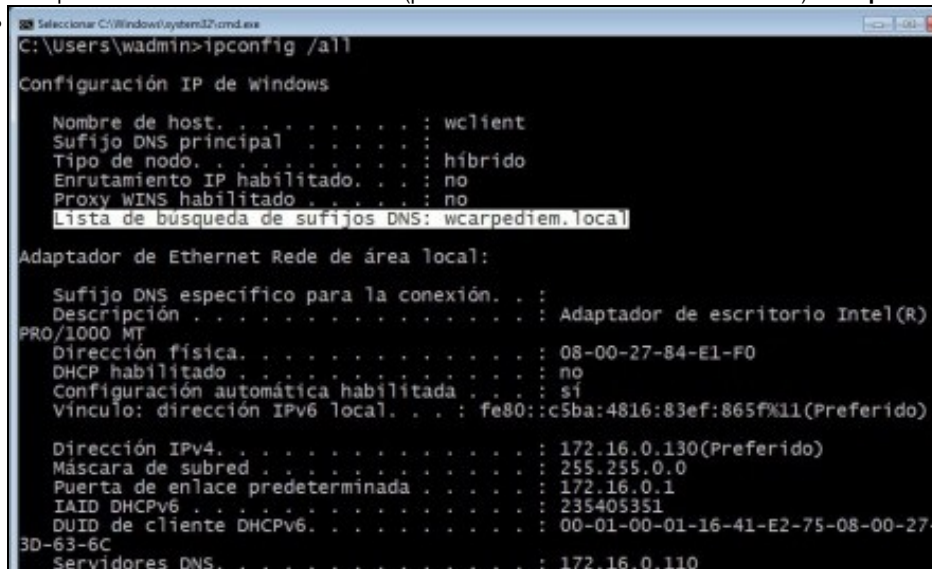 Seleccionar C:\Windows\system32\cmd.exe
C:\Users\wadmin>ipconfig /all
Configuración IP de Windows
Nombre de host. . . . . . . . . : wclient
Sufijo DNS principal . . . . . :
Tipo de nodo. . . . . . . . . . : híbrido
Enrutamiento IP habilitado. . . : no
Proxy WINS habilitado . . . . . : no
Lista de búsqueda de sufijos DNS: wcarpediem.local
Adaptador de Ethernet Rede de área local:
Sufijo DNS específico para la conexión. . :
Descripción . . . . . . . . . . . . . . . : Adaptador de escritorio Intel(R)
PRO/1000 MT
Dirección física. . . . . . . . . . . . . : 08-00-27-84-E1-F0
DHCP habilitado . . . . . . . . . . . . . : no
Configuración automática habilitada . . . : sí
Vínculo: dirección IPv6 local. . . : fe80::c5ba:4816:83ef:865f%11(Preferido)
Dirección IPv4. . . . . . . . . . . . . . : 172.16.0.130(Preferido)
Máscara de subred . . . . . . . . . . . . : 255.255.0.0
Puerta de enlace predeterminada . . . . . : 172.16.0.1
IAID DHCPv6 . . . . . . . . . . . . . . . : 235405351
DUID de cliente DHCPv6. . . . . . . . . . : 00-01-00-01-16-41-E2-75-08-00-27-
3D-63-6C
Servidores DNS. . . . . . . . . . . . . . : 172.16.0.110